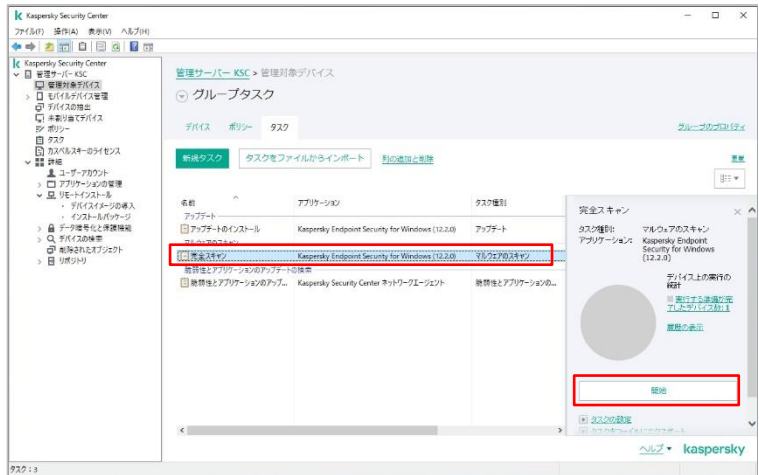 Kaspersky Security Center
ファイル(F) 操作(A) 表示(V) ヘルプ(H)
Kaspersky Security Center
管理サーバー KSC
管理対象デバイス
モバイルデバイス管理
デバイスの抽出
未割り当てデバイス
ポリシー
タスク
カスペルスキーのライセンス
詳細
ユーザーアカウント
アプリケーションの管理
リモートインストール
・ デバイスイメージの導入
・ インストールパッケージ
データ暗号化と保護機能
デバイスの検索
削除されたオブジェクト
リポジトリ
管理サーバー KSC > 管理対象デバイス
グループタスク
デバイス ポリシー タスク
グループのプロパティ
新規タスク タスクをファイルからインポート 列の追加と削除
更新
名前 アプリケーション タスク種別
アップデート
アップデートのインストール Kaspersky Endpoint Security for Windows (12.2.0) アップデート
マルウェアのスキャン
完全スキャン Kaspersky Endpoint Security for Windows (12.2.0) マルウェアのスキャン
脆弱性とアプリケーションのアップデートの検索
脆弱性とアプリケーションのアップ... Kaspersky Security Center ネットワークエージェント 脆弱性とアプリケーションの...
完全スキャン
タスク種別: マルウェアのスキャン
アプリケーション: Kaspersky Endpoint
Security for Windows
(12.2.0)
デバイス上の実行の
統計
実行する準備が完
了したデバイス数: 1
履歴の表示
開始
タスクの設定
タスクをファイルにエクスポート
ヘルプ
kaspersky
タスク : 3